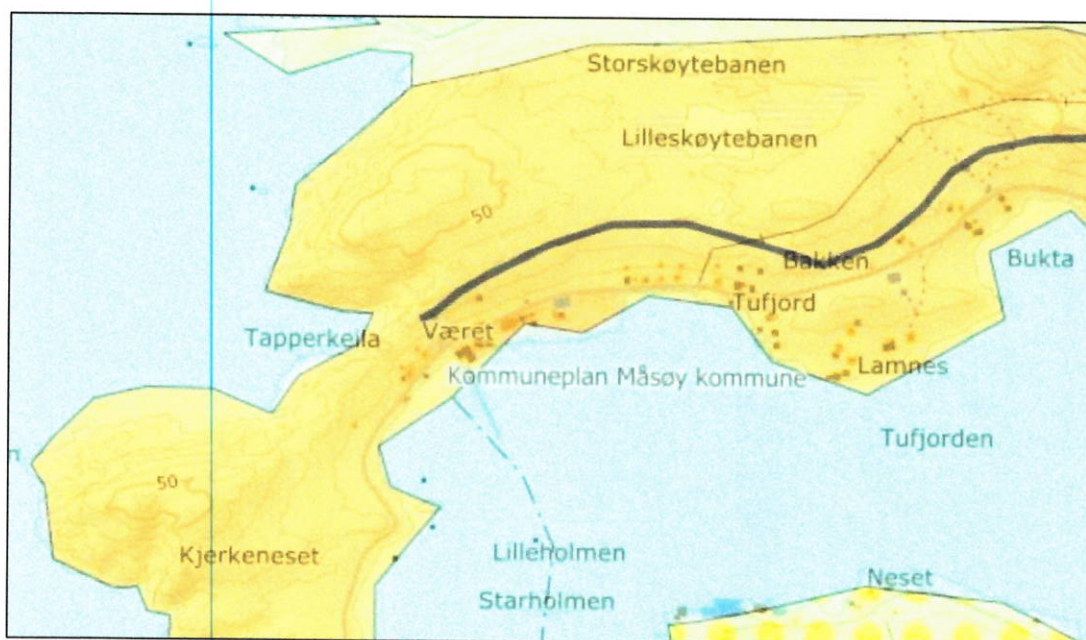 Storskøytebanen
Lilleskøytebanen
50
Bakken
Bukta
Tufjord
Været
Tapperkeila
Lamnes
Kommuneplan Måsøy kommune
Tufjorden
n
50
Kjerkeneset
Lilleholmen
Neset
Starholmen